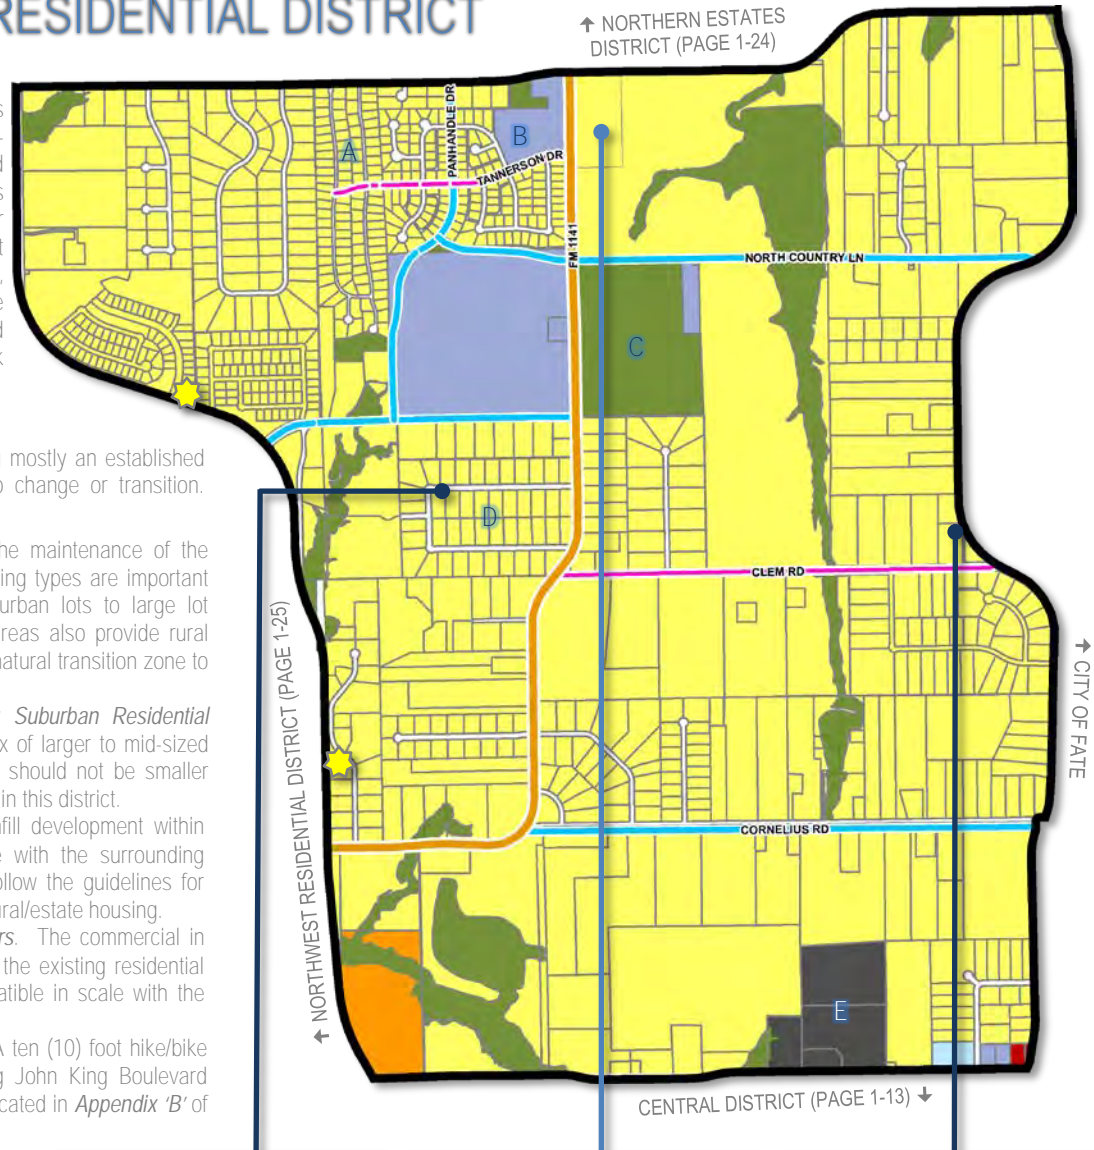 RESIDENTIAL DISTRICT
↑ NORTHERN ESTATES
DISTRICT (PAGE 1-24)
A
B
PANHANDLE DR
TANNERSON DR
FM 1141
NORTH COUNTRY LN
C
D
CLEM RD
CORNELIUS RD
E
↑ NORTHWEST RESIDENTIAL DISTRICT (PAGE 1-25)
↑ CITY OF FATE
CENTRAL DISTRICT (PAGE 1-13) ↓
mostly an established
change or transition.
he maintenance of the
ing types are important
urban lots to large lot
reas also provide rural
natural transition zone to
Suburban Residential
x of larger to mid-sized
should not be smaller
in this district.
nfill development within
e with the surrounding
ollow the guidelines for
ural/estate housing.
rs. The commercial in
the existing residential
atible in scale with the
A ten (10) foot hike/bike
g John King Boulevard
cated in Appendix 'B' of